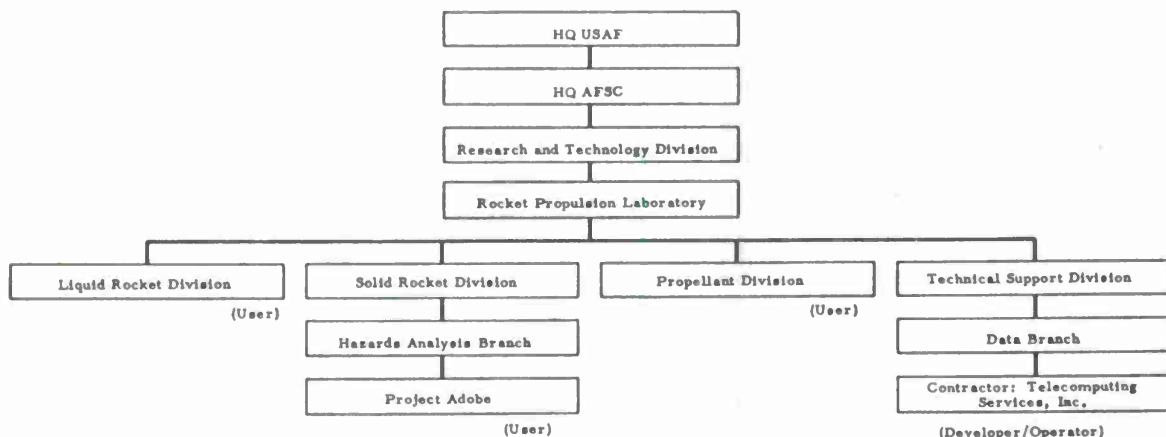 HQ USAF
HQ AFSC
Research and Technology Division
Rocket Propulsion Laboratory
Liquid Rocket Division
(User)
Solid Rocket Division
Hazards Analysis Branch
Project Adobe
(User)
Propellant Division
(User)
Technical Support Division
Data Branch
Contractor: Telecomputing
Services, Inc.
(Developer/Operator)